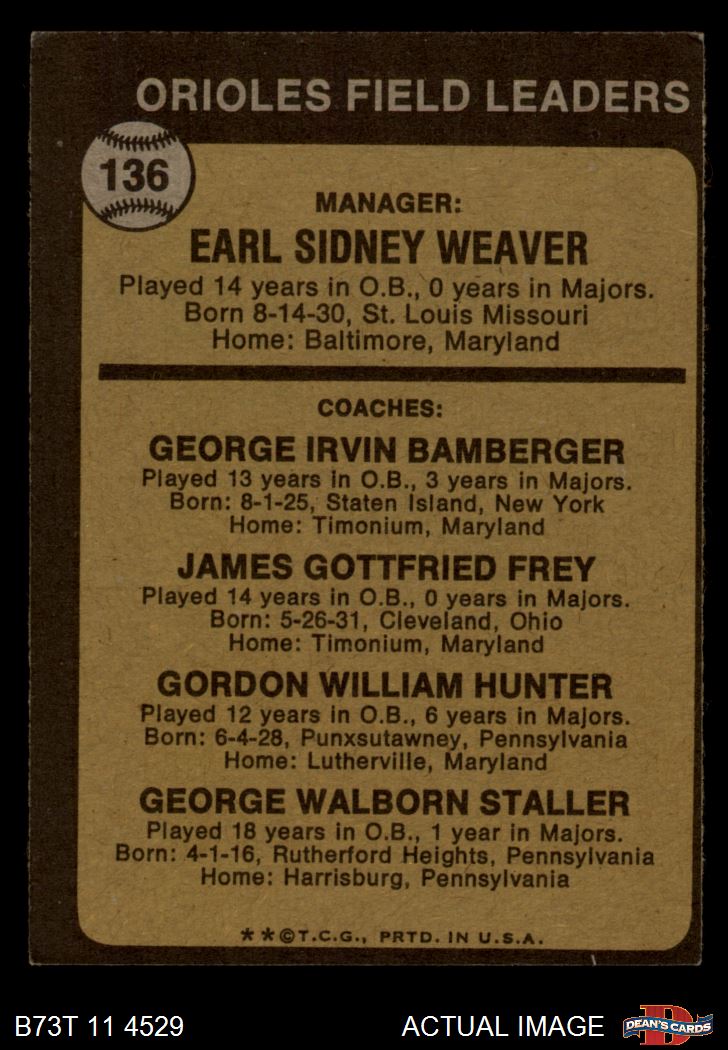 ORIOLES FIELD LEADERS
136
MANAGER:
EARL SIDNEY WEAVER
Played 14 years in O.B., 0 years in Majors.
Born 8-14-30, St. Louis Missouri
Home: Baltimore, Maryland
COACHES:
GEORGE IRVIN BAMBERGER
Played 13 years in O.B., 3 years in Majors.
Born: 8-1-25, Staten Island, New York
Home: Timonium, Maryland
JAMES GOTTFRIED FREY
Played 14 years in O.B., 0 years in Majors.
Born: 5-26-31, Cleveland, Ohio
Home: Timonium, Maryland
GORDON WILLIAM HUNTER
Played 12 years in O.B., 6 years in Majors.
Born: 6-4-28, Punxsutawney, Pennsylvania
Home: Lutherville, Maryland
GEORGE WALBORN STALLER
Played 18 years in O.B., 1 year in Majors.
Born: 4-1-16, Rutherford Heights, Pennsylvania
Home: Harrisburg, Pennsylvania
**©T.C.G., PRTD. IN U.S.A.
B73T 11 4529 ACTUAL IMAGE D DEAN'S CARDS